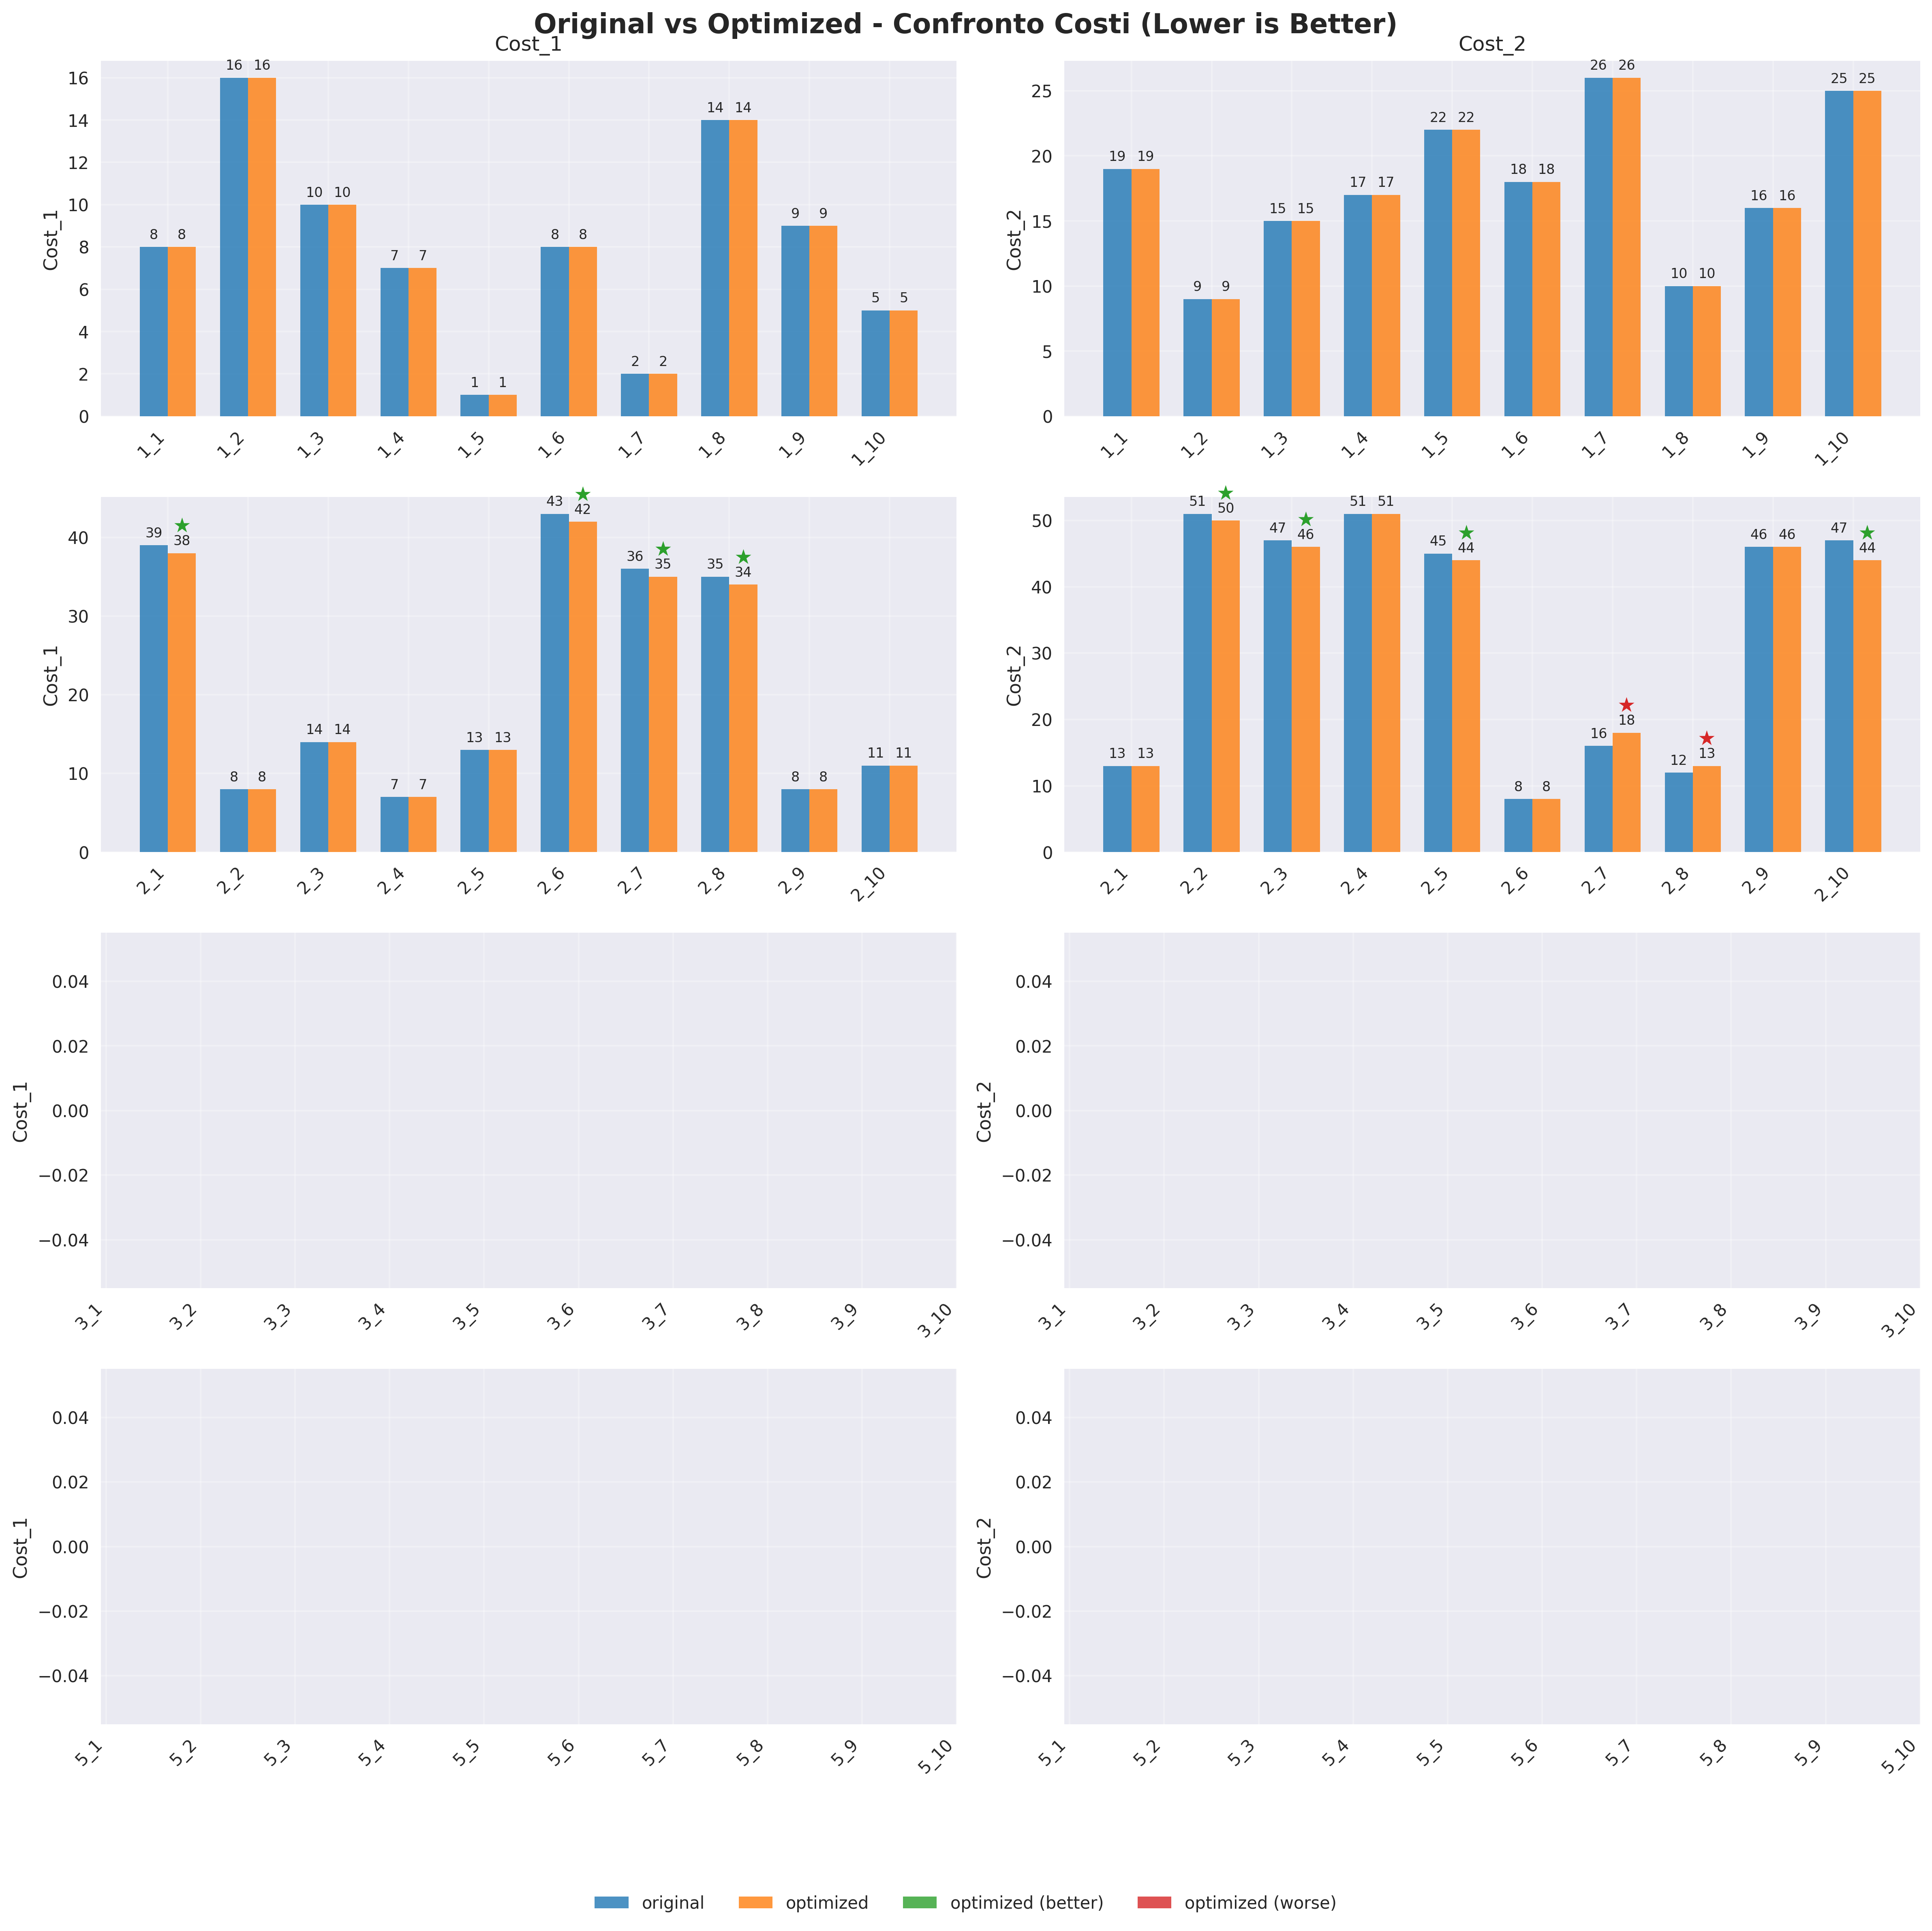 Original vs Optimized - Confronto Costi (Lower is Better)
Cost_1
Cost_1
16
14
12
10
8
6
4
2
0
8 8 16 16 10 10 7 7 1 1 8 8 2 2 14 14 9 9 5 5
1_1 1_2 1_3 1_4 1_5 1_6 1_7 1_8 1_9 1_10
Cost_2
Cost_2
25
20
15
10
5
0
19 19 9 9 15 15 17 17 22 22 18 18 26 26 10 10 16 16 25 25
1_1 1_2 1_3 1_4 1_5 1_6 1_7 1_8 1_9 1_10
Cost_1
40
30
20
10
0
39 38 8 8 14 14 7 7 13 13 43 42 36 35 35 34 8 8 11 11
2_1 2_2 2_3 2_4 2_5 2_6 2_7 2_8 2_9 2_10
Cost_2
50
40
30
20
10
0
13 13 51 50 47 46 51 51 45 44 8 8 16 18 12 13 46 46 47 44
2_1 2_2 2_3 2_4 2_5 2_6 2_7 2_8 2_9 2_10
Cost_1
0.04
0.02
0.00
−0.02
−0.04
3_1 3_2 3_3 3_4 3_5 3_6 3_7 3_8 3_9 3_10
Cost_2
0.04
0.02
0.00
−0.02
−0.04
3_1 3_2 3_3 3_4 3_5 3_6 3_7 3_8 3_9 3_10
Cost_1
0.04
0.02
0.00
−0.02
−0.04
5_1 5_2 5_3 5_4 5_5 5_6 5_7 5_8 5_9 5_10
Cost_2
0.04
0.02
0.00
−0.02
−0.04
5_1 5_2 5_3 5_4 5_5 5_6 5_7 5_8 5_9 5_10
original optimized optimized (better) optimized (worse)